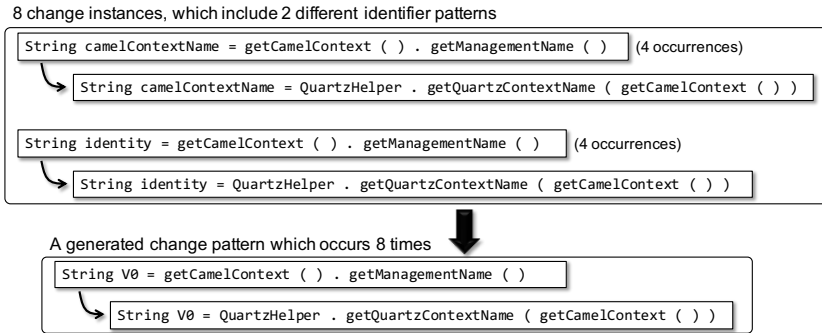 8 change instances, which include 2 different identifier patterns
String camelContextName = getCamelContext ( ) . getManagementName ( ) (4 occurrences)
String camelContextName = QuartzHelper . getQuartzContextName ( getCamelContext ( ) )
String identity = getCamelContext ( ) . getManagementName ( ) (4 occurrences)
String identity = QuartzHelper . getQuartzContextName ( getCamelContext ( ) )
A generated change pattern which occurs 8 times
String V0 = getCamelContext ( ) . getManagementName ( )
String V0 = QuartzHelper . getQuartzContextName ( getCamelContext ( ) )